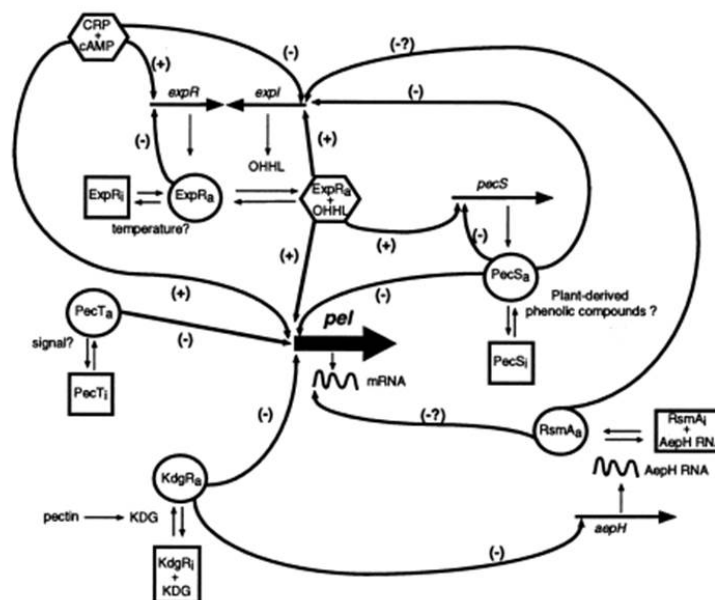 CRP
+
cAMP
(-)
(-?)
(+)
expR
expI
(-)
(-)
(+)
OHHL
pecS
ExpRi
ExpRa
ExpRa
+
OHHL
temperature?
(+)
(-)
(+)
PecSa
(+)
(-)
Plant-derived
phenolic compounds ?
PecTa
pel
signal?
(-)
PecSi
mRNA
PecTi
(-)
(-?)
RsmAa
RsmAi
+
AepH RNA
AepH RNA
KdgRa
pectin
KDG
aepH
(-)
KdgRi
+
KDG